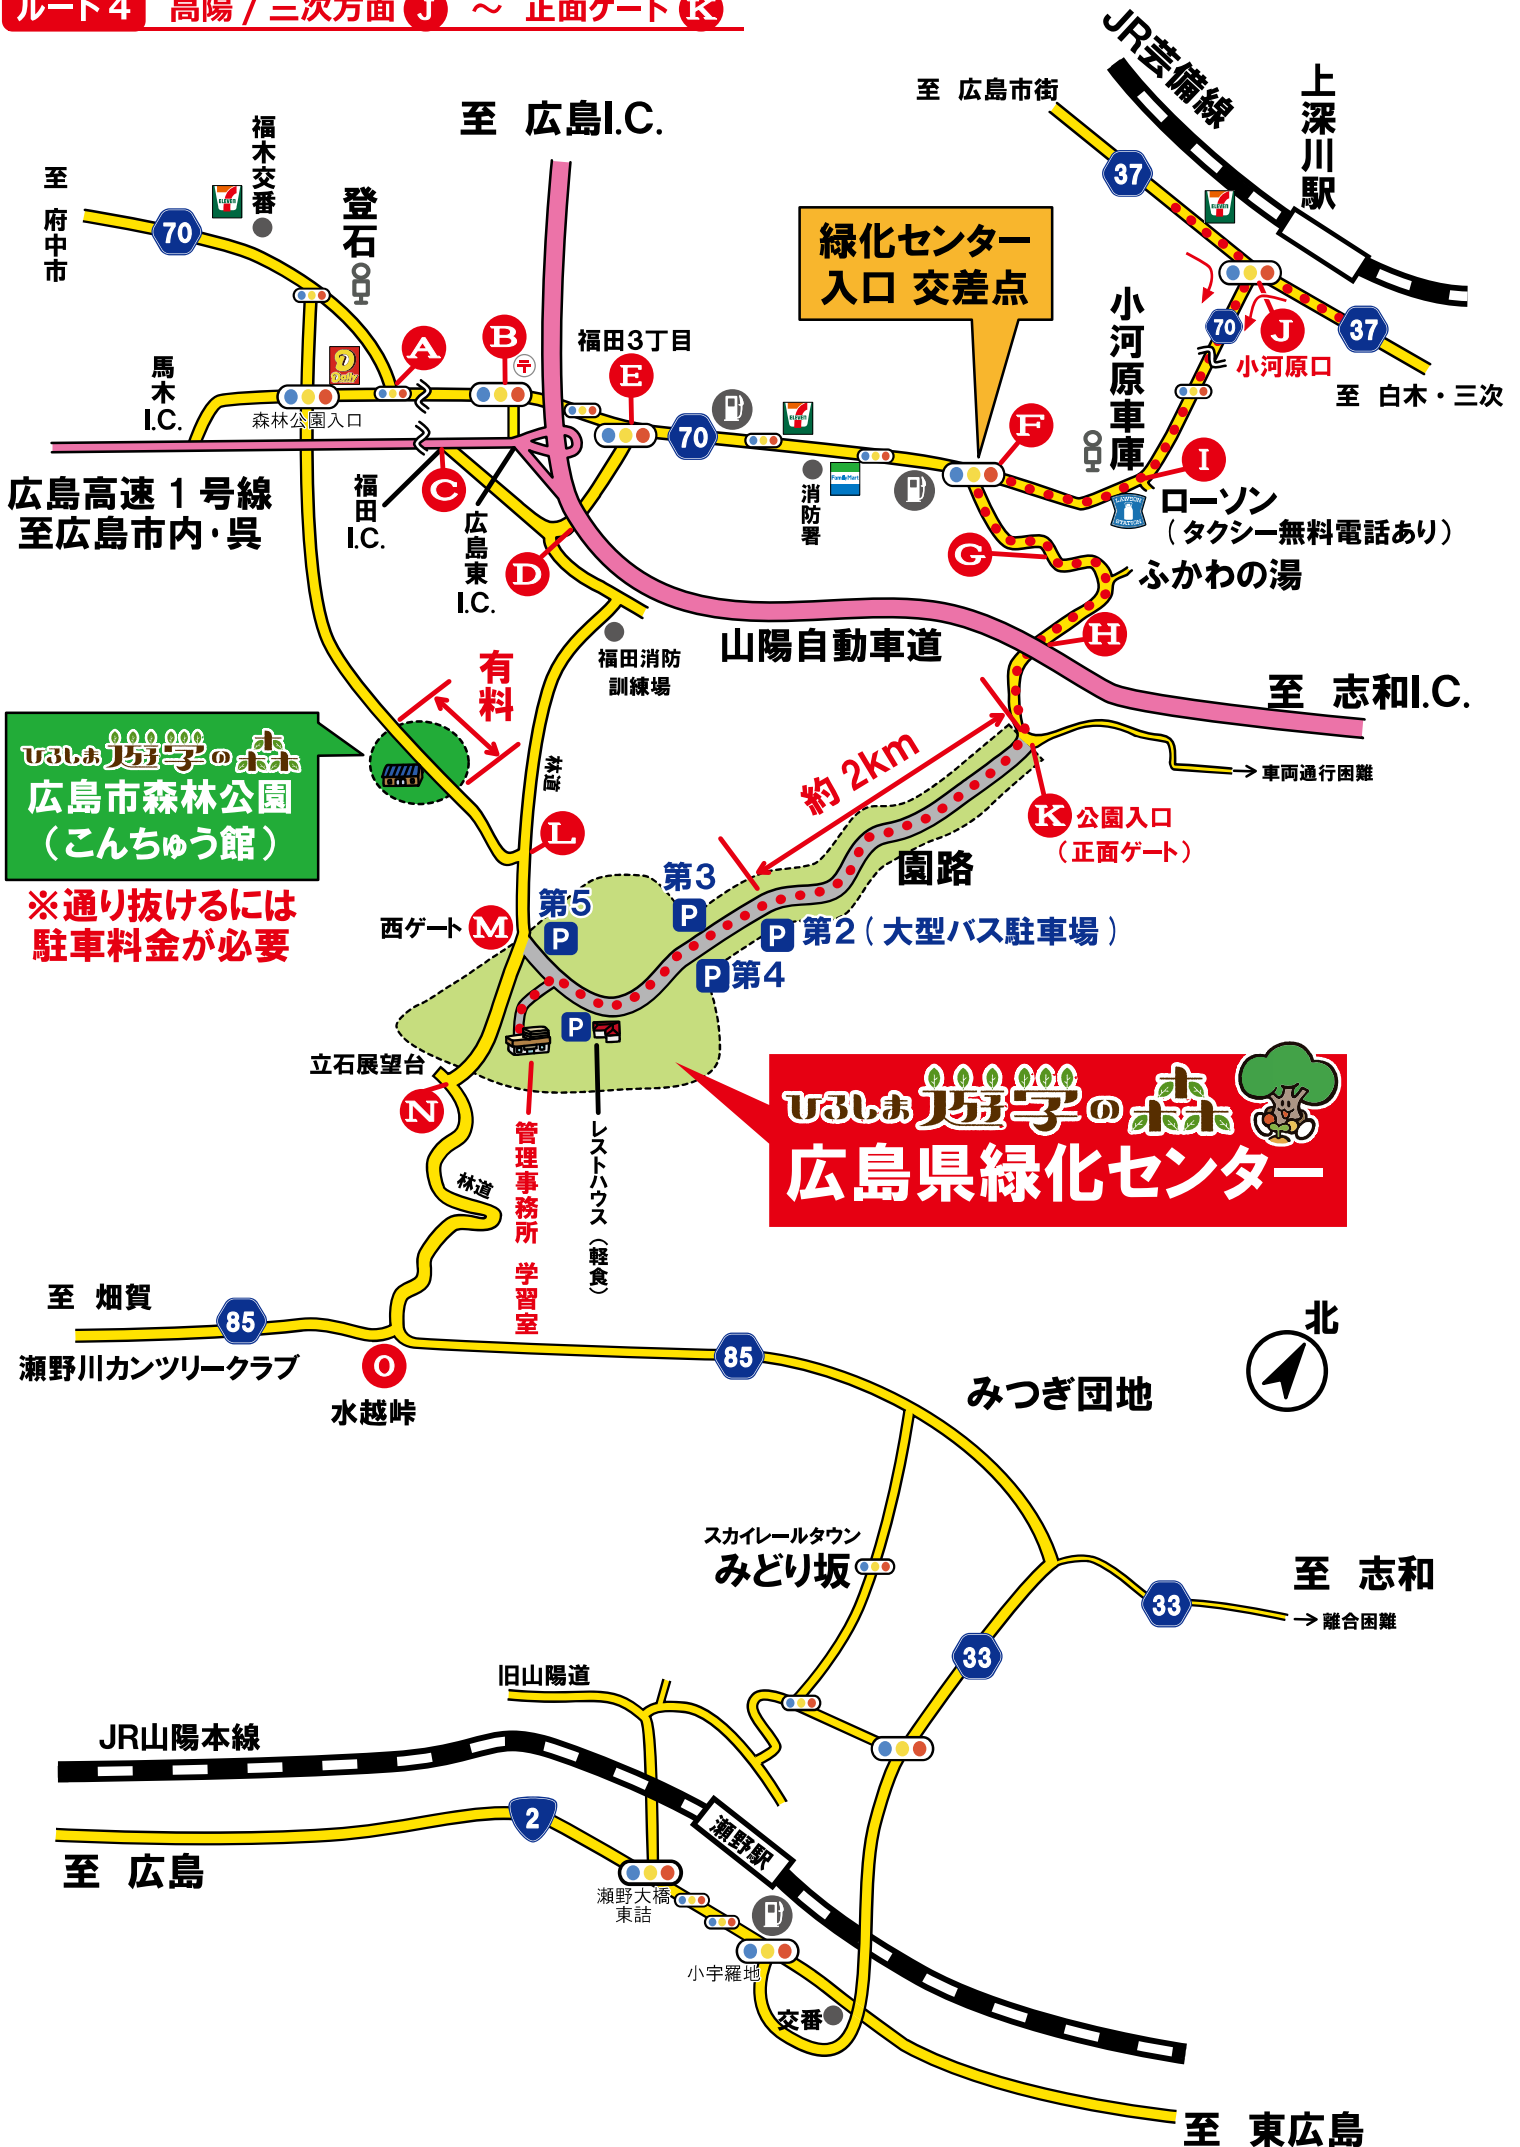 ルート4 高陽 / 三次方面 J ～ 正面ゲート K
JR芸備線
上深川駅
至 広島市街
37
ELEVEN
至 広島I.C.
福木交番
至 府中市
70
ELEVEN
登石
緑化センター
入口 交差点
小河原車庫
70
J
37
小河原口
至 白木・三次
馬木
I.C.
Daily
A
B
〒
福田3丁目
E
70
ELEVEN
森林公園入口
F
I
ローソン
(タクシー無料電話あり)
LAWSON
STATION
FamilyMart
消防署
広島高速1号線
至広島市内・呉
福田
I.C.
C
広島東
I.C.
D
G
ふかわの湯
H
山陽自動車道
福田消防
訓練場
至 志和I.C.
有料
車両通行困難
ひろしま遊学の森
広島市森林公園
(こんちゅう館)
※通り抜けるには
駐車料金が必要
林道
約2km
K 公園入口
(正面ゲート)
L
園路
第3
P
第5
P
西ゲート M
P 第2(大型バス駐車場)
P 第4
P
立石展望台
N
管理事務所 学習室
レストハウス(軽食)
ひろしま遊学の森
広島県緑化センター
林道
至 畑賀
85
瀬野川カンツリークラブ
O
水越峠
85
北
みつぎ団地
スカイレールタウン
みどり坂
至 志和
33
離合困難
33
旧山陽道
JR山陽本線
2
至 広島
瀬野駅
瀬野大橋
東詰
小宇羅地
交番
至 東広島